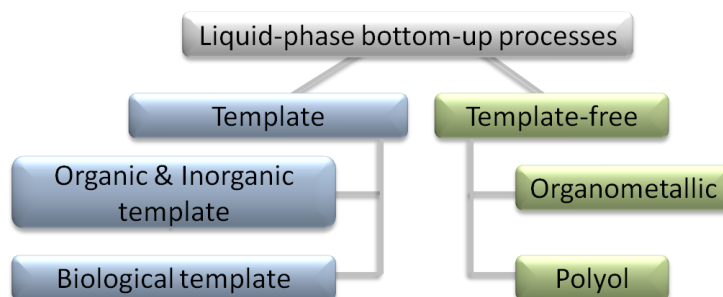 Liquid-phase bottom-up processes
Template
Template-free
Organic & Inorganic
template
Organometallic
Biological template
Polyol